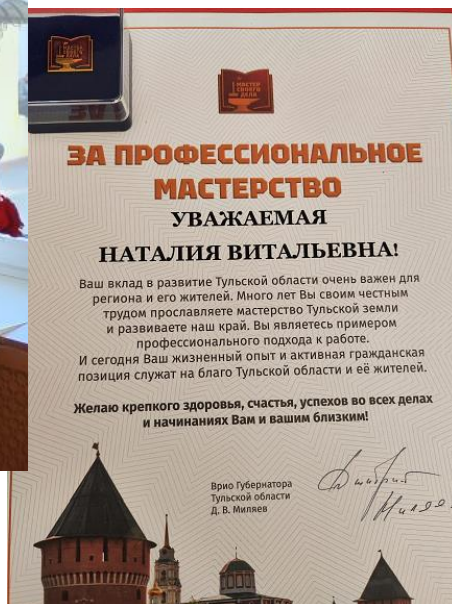 МАСТЕР
СВОЕГО
ДЕЛА
ЗА ПРОФЕССИОНАЛЬНОЕ
МАСТЕРСТВО
УВАЖАЕМАЯ
НАТАЛИЯ ВИТАЛЬЕВНА!
Ваш вклад в развитие Тульской области очень важен для
региона и его жителей. Много лет Вы своим честным
трудом прославляете мастерство Тульской земли
и развиваете наш край. Вы являетесь примером
профессионального подхода к работе.
И сегодня Ваш жизненный опыт и активная гражданская
позиция служат на благо Тульской области и её жителей.
Желаю крепкого здоровья, счастья, успехов во всех делах
и начинаниях Вам и вашим близким!
Врио Губернатора
Тульской области
Д. В. Миляев
Дмитрий
Миляев